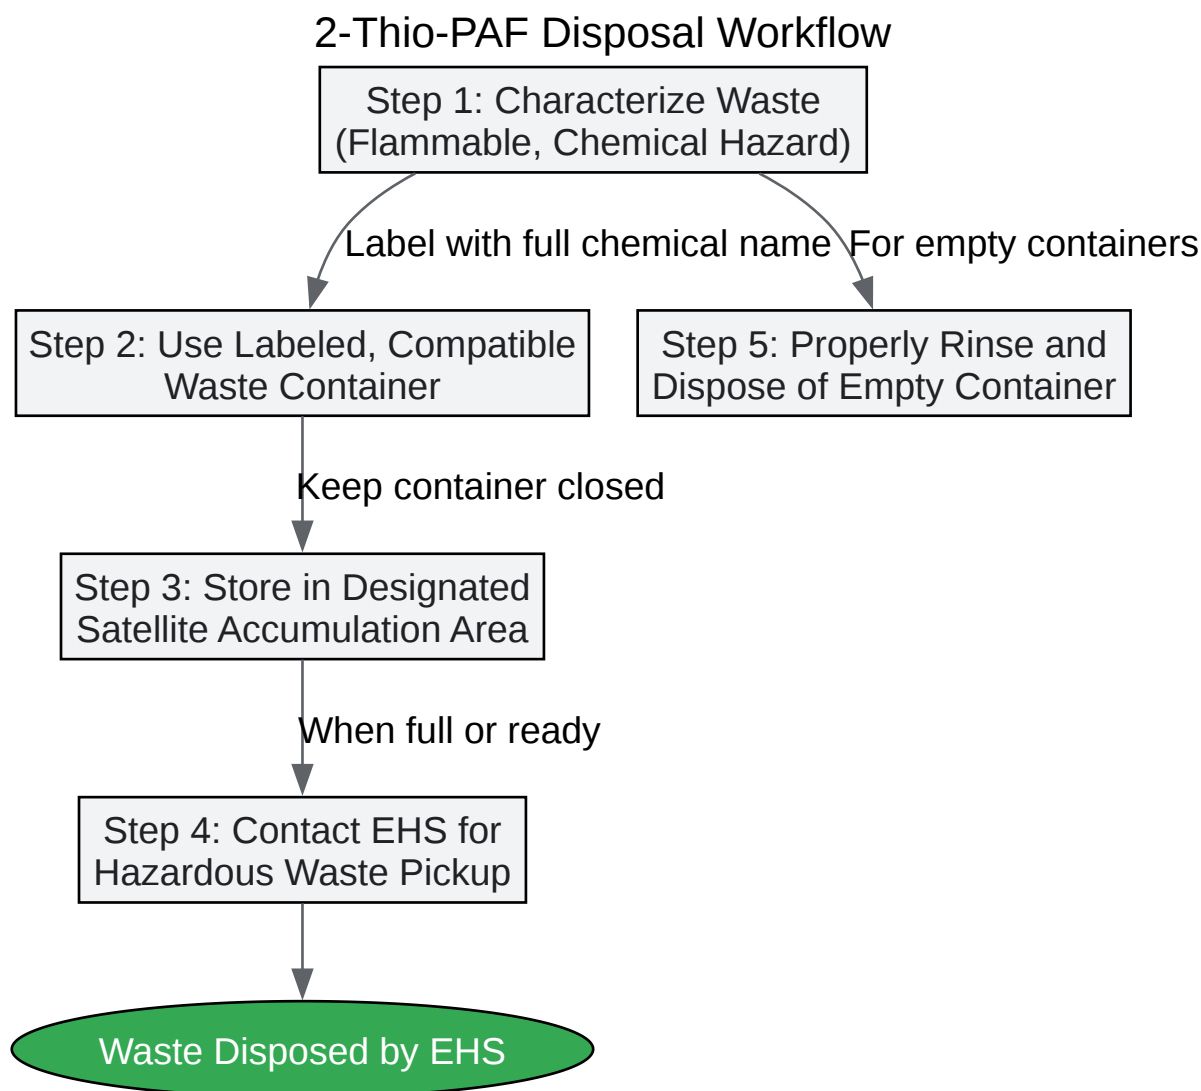 2-Thio-PAF Disposal Workflow
Step 1: Characterize Waste
(Flammable, Chemical Hazard)
Label with full chemical name
For empty containers
Step 2: Use Labeled, Compatible
Waste Container
Step 5: Properly Rinse and
Dispose of Empty Container
Keep container closed
Step 3: Store in Designated
Satellite Accumulation Area
When full or ready
Step 4: Contact EHS for
Hazardous Waste Pickup
Waste Disposed by EHS